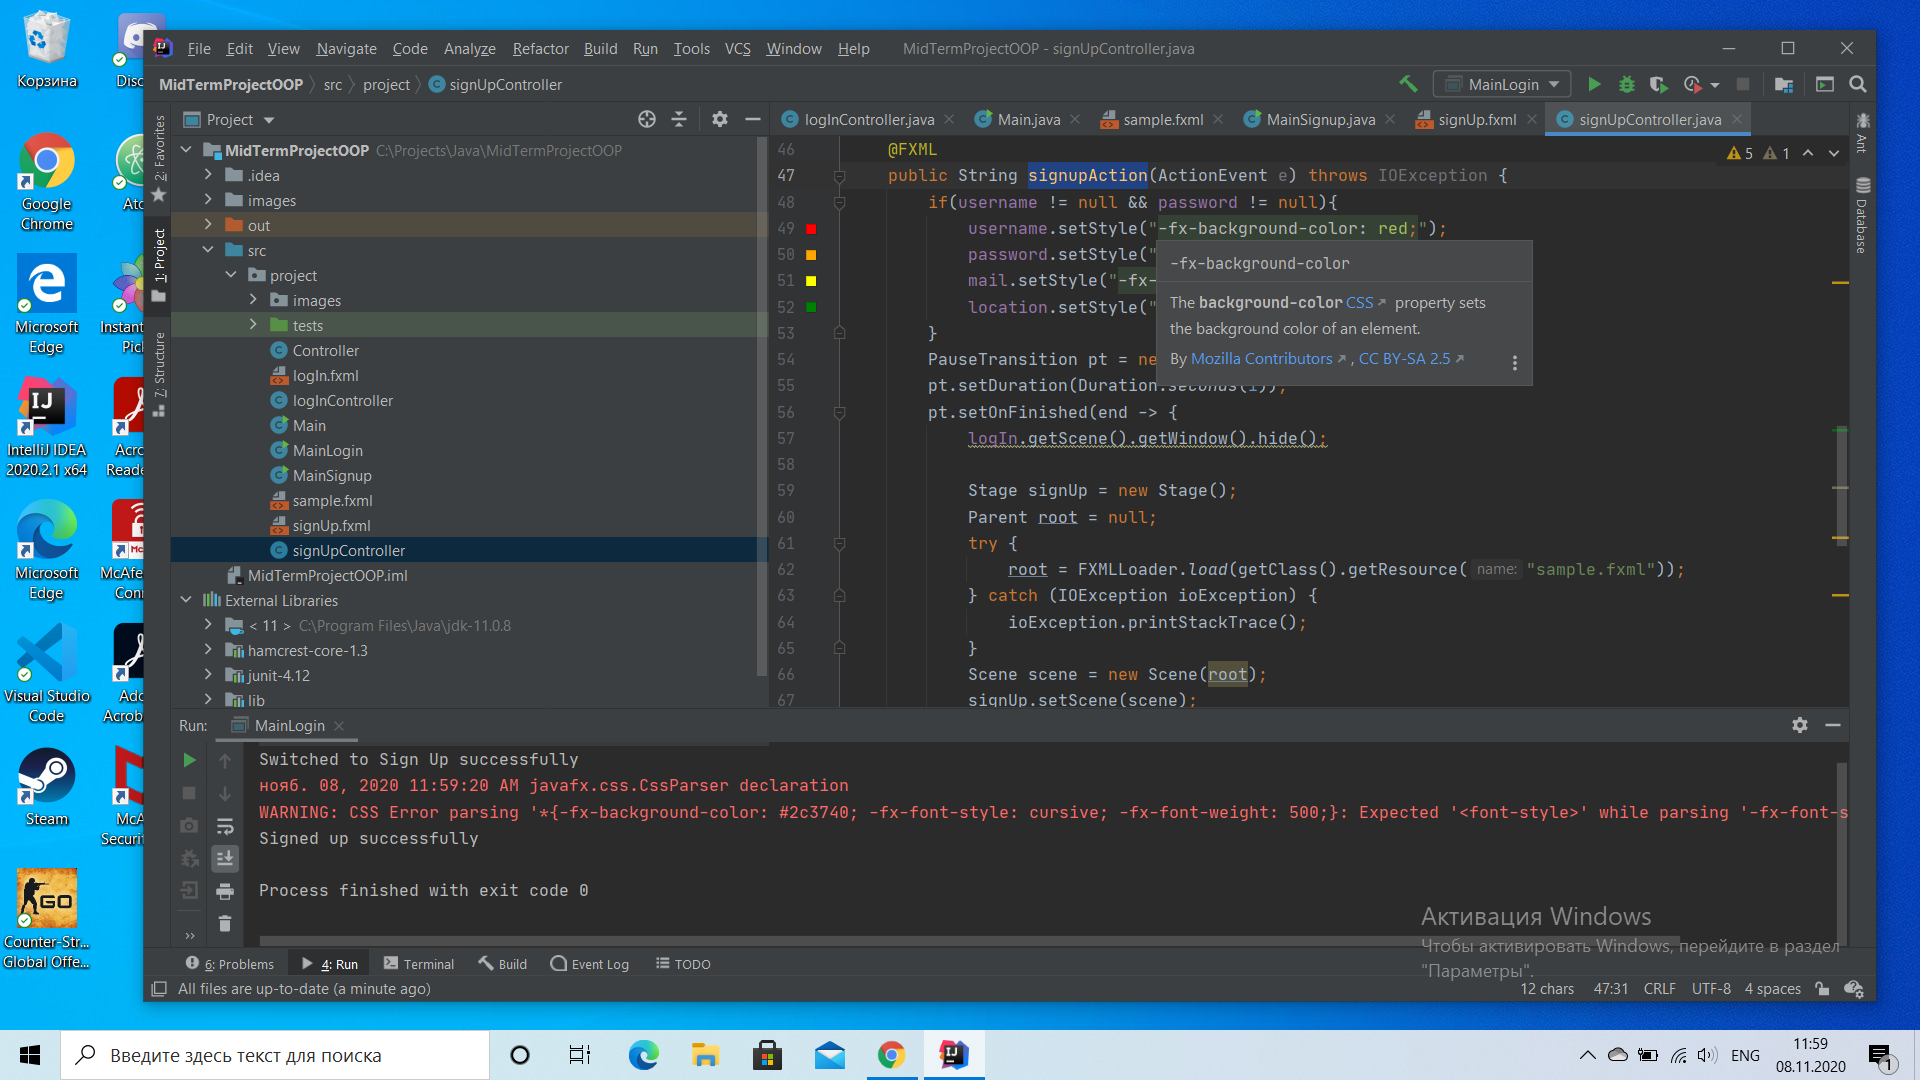 File Edit View Navigate Code Analyze Refactor Build Run Tools VCS Window Help MidTermProjectOOP - signUpController.java
MidTermProjectOOP src project signUpController MainLogin
Project
logInController.java Main.java sample.fxml MainSignup.java signUp.fxml signUpController.java
MidTermProjectOOP C:\Projects\Java\MidTermProjectOOP
.idea
images
out
src
project
images
tests
Controller
logIn.fxml
logInController
Main
MainLogin
MainSignup
sample.fxml
signUp.fxml
signUpController
MidTermProjectOOP.iml
External Libraries
< 11 > C:\Program Files\Java\jdk-11.0.8
hamcrest-core-1.3
junit-4.12
lib
2: Favorites
1: Project
7: Structure
Ant
Database
5 1
46 @FXML
47 public String signupAction(ActionEvent e) throws IOException {
48 if(username != null && password != null){
49 username.setStyle("-fx-background-color: red;");
50 password.setStyle("
51 mail.setStyle("-fx-
52 location.setStyle("
53 }
54 PauseTransition pt = ne
55 pt.setDuration(Duration.seconds(1));
56 pt.setOnFinished(end -> {
57 logIn.getScene().getWindow().hide();
58
59 Stage signUp = new Stage();
60 Parent root = null;
61 try {
62 root = FXMLLoader.load(getClass().getResource( name: "sample.fxml"));
63 } catch (IOException ioException) {
64 ioException.printStackTrace();
65 }
66 Scene scene = new Scene(root);
67 signUp.setScene(scene);
-fx-background-color
The background-color CSS property sets
the background color of an element.
By Mozilla Contributors , CC BY-SA 2.5
Run: MainLogin
Switched to Sign Up successfully
нояб. 08, 2020 11:59:20 AM javafx.css.CssParser declaration
WARNING: CSS Error parsing '*{-fx-background-color: #2c3740; -fx-font-style: cursive; -fx-font-weight: 500;}: Expected '<font-style>' while parsing '-fx-font-s
Signed up successfully
Process finished with exit code 0
Активация Windows
Чтобы активировать Windows, перейдите в раздел
"Параметры".
6: Problems 4: Run Terminal Build Event Log TODO
All files are up-to-date (a minute ago) 12 chars 47:31 CRLF UTF-8 4 spaces
Корзина
Disc
Google
Chrome
Ato
Microsoft
Edge
Instant
Pic
IntelliJ IDEA
2020.2.1 x64
Acro
Reade
Microsoft
Edge
McAfe
Conn
Visual Studio
Code
Ado
Acrob
Steam
McA
Securit
GO
Counter-Str...
Global Offe...
Введите здесь текст для поиска
ENG
11:59
08.11.2020
1